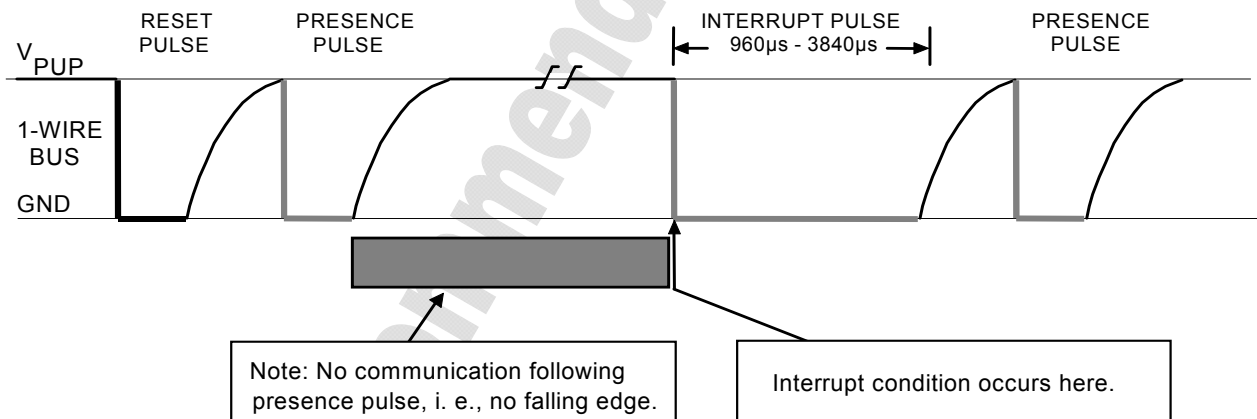 RESET
PULSE
PRESENCE
PULSE
INTERRUPT PULSE
960µs - 3840µs
PRESENCE
PULSE
V PUP
1-WIRE
BUS
GND
Note: No communication following
presence pulse, i. e., no falling edge.
Interrupt condition occurs here.